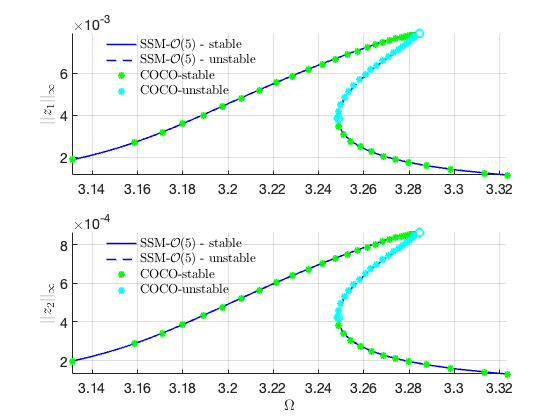 ×10⁻³
SSM-𝒪(5) - stable
SSM-𝒪(5) - unstable
COCO-stable
COCO-unstable
||z₁||∞
6
4
2
3.14 3.16 3.18 3.2 3.22 3.24 3.26 3.28 3.3 3.32
×10⁻⁴
SSM-𝒪(5) - stable
SSM-𝒪(5) - unstable
COCO-stable
COCO-unstable
||z₂||∞
8
6
4
2
3.14 3.16 3.18 3.2 3.22 3.24 3.26 3.28 3.3 3.32
Ω